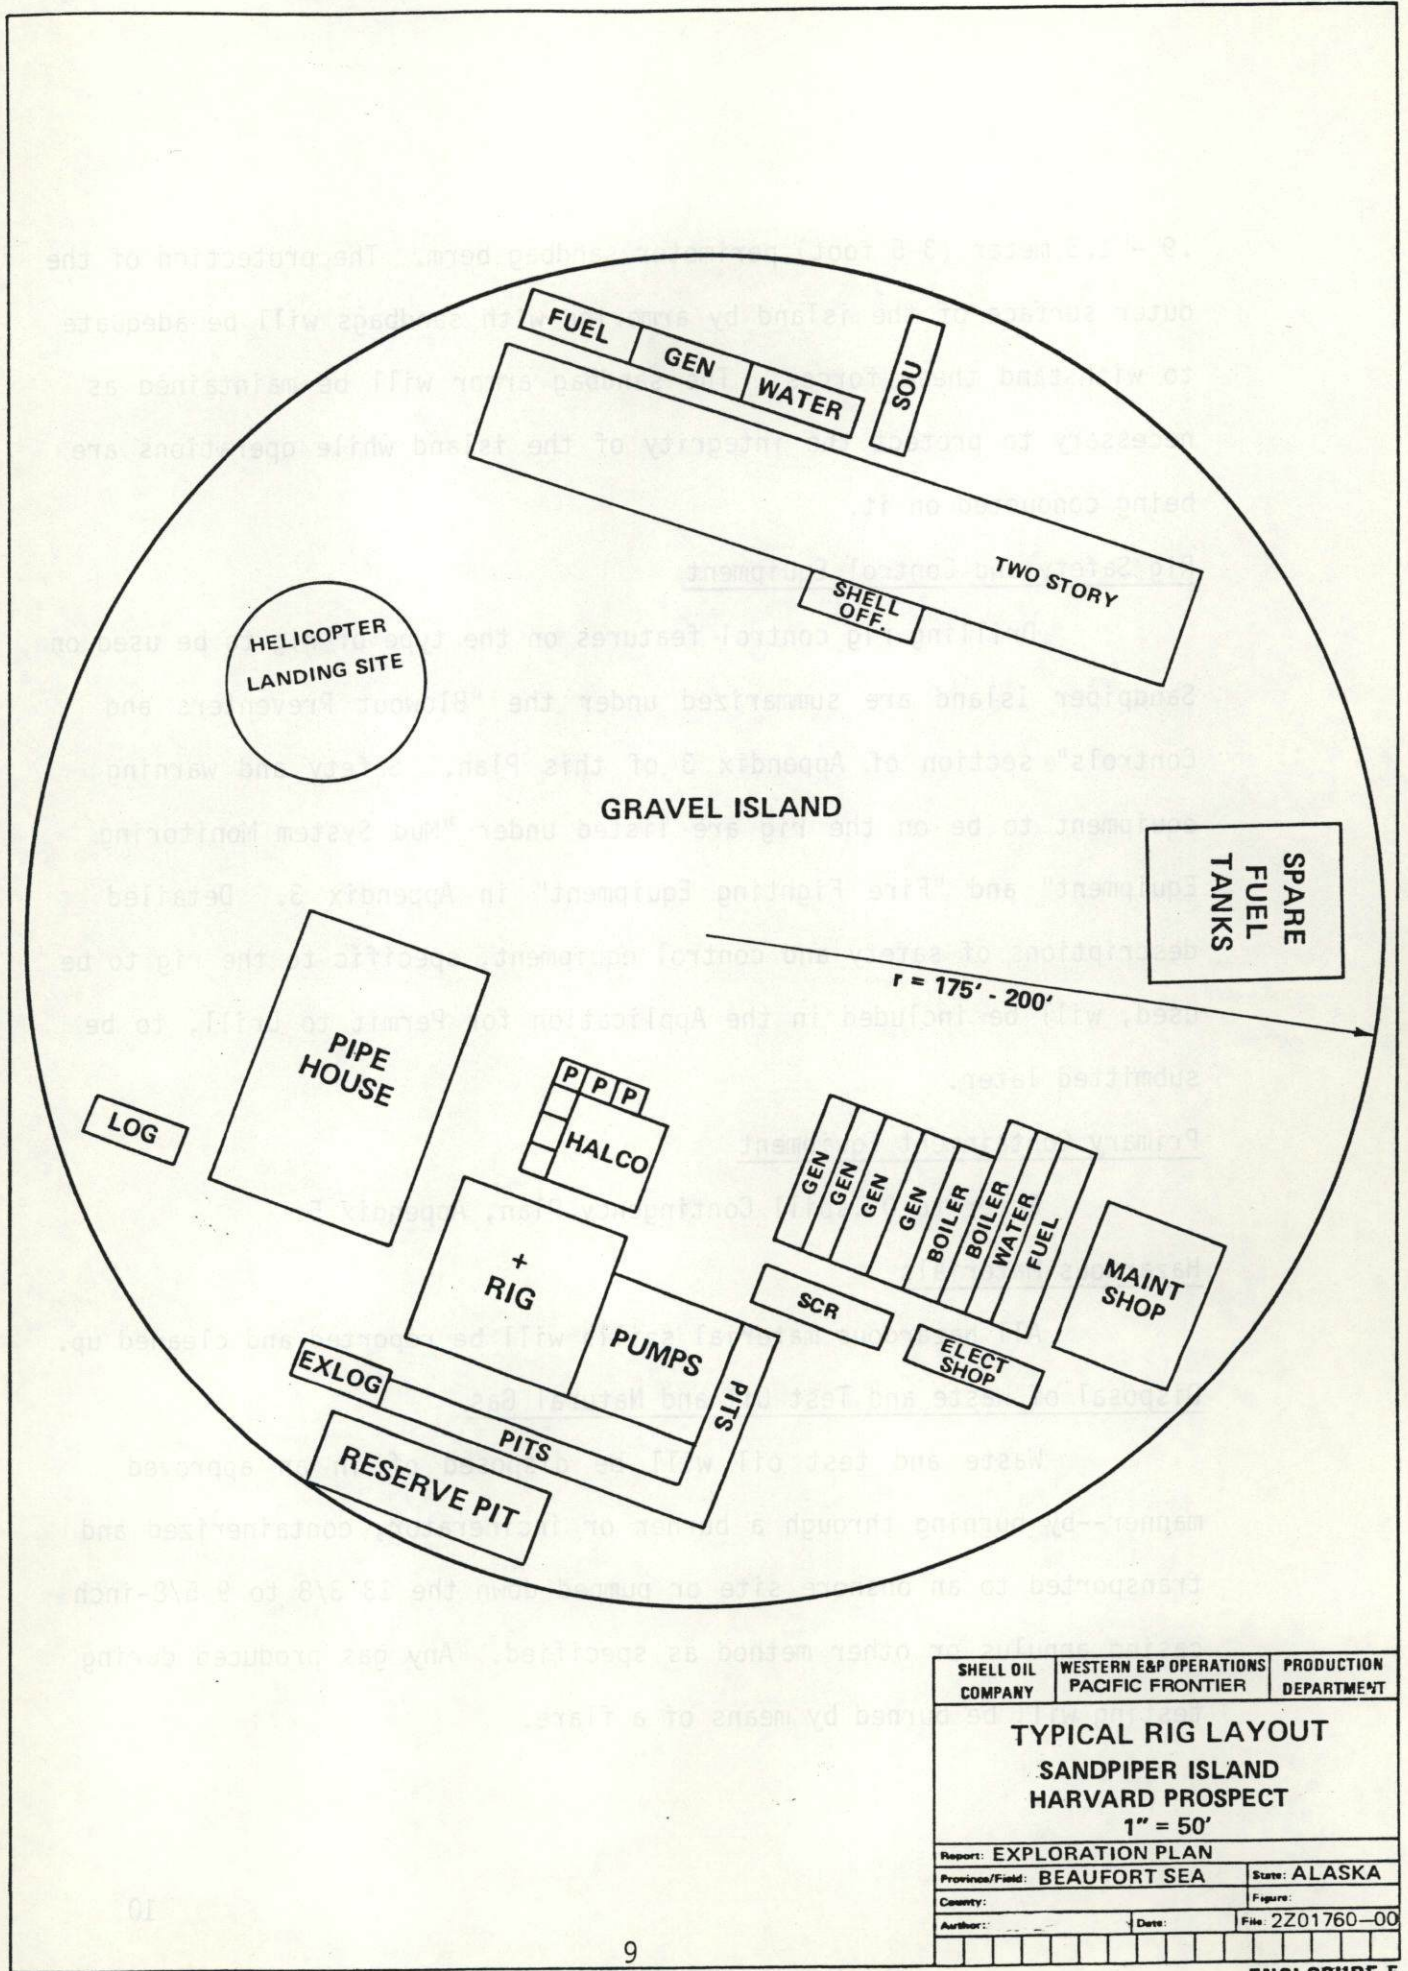 FUEL
GEN
WATER
SOU
TWO STORY
SHELL
OFF.
HELICOPTER
LANDING SITE
GRAVEL ISLAND
SPARE
FUEL
TANKS
r = 175' - 200'
PIPE
HOUSE
LOG
P P P
HALCO
+
RIG
PUMPS
PITS
EXLOG
PITS
RESERVE PIT
GEN
GEN
GEN
GEN
BOILER
BOILER
WATER
FUEL
SCR
ELECT
SHOP
MAINT
SHOP
SHELL OIL
COMPANY
WESTERN E&P OPERATIONS
PACIFIC FRONTIER
PRODUCTION
DEPARTMENT
TYPICAL RIG LAYOUT
SANDPIPER ISLAND
HARVARD PROSPECT
1" = 50'
Report: EXPLORATION PLAN
Province/Field: BEAUFORT SEA
State: ALASKA
County:
Figure:
Author:
Date:
File: 2Z01760-00
9
ENCLOSURE 5